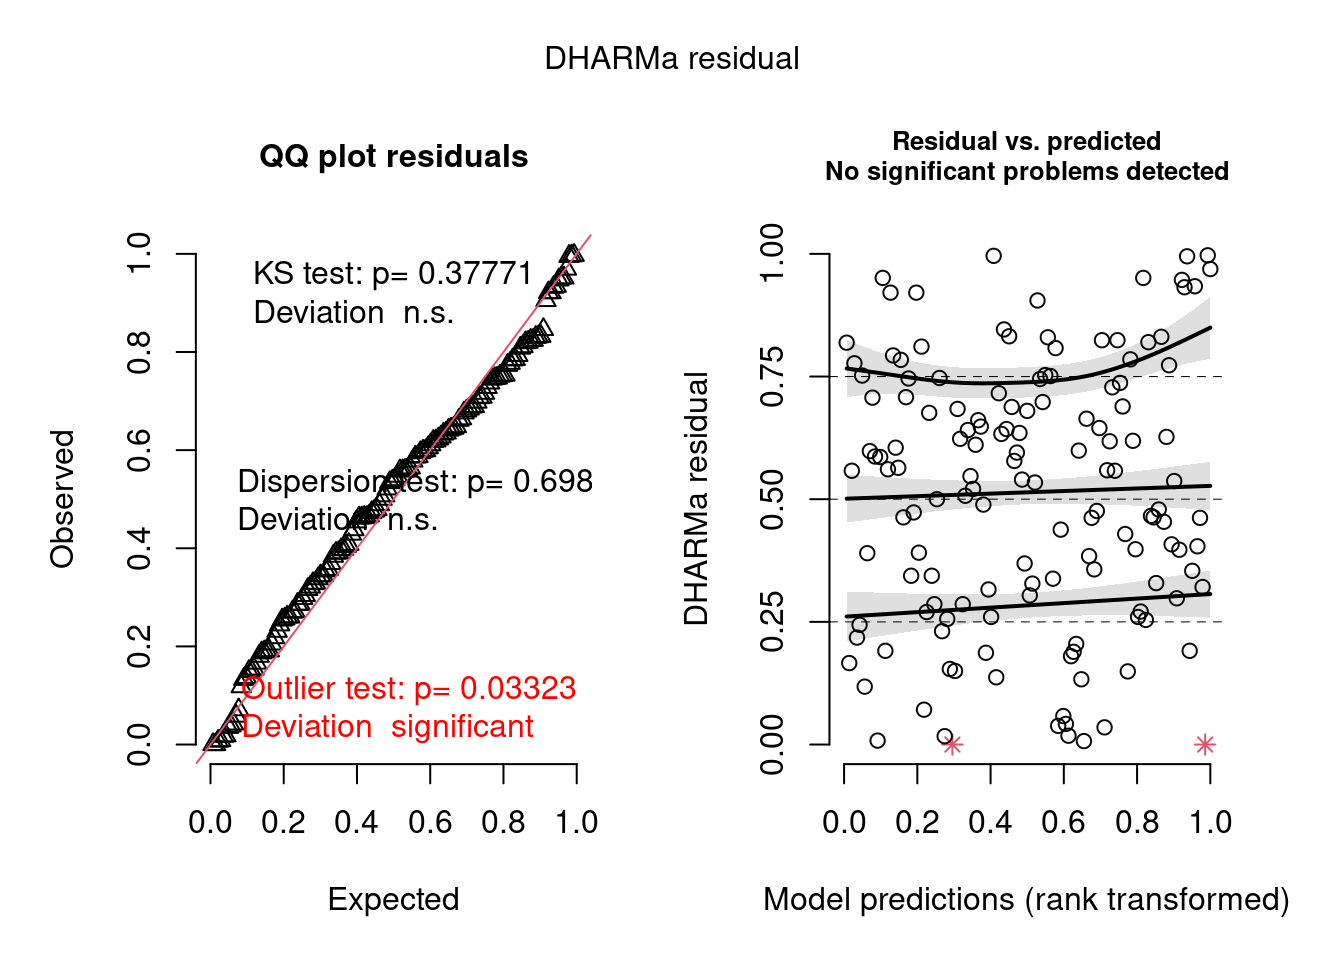 DHARMa residual
QQ plot residuals
KS test: p= 0.37771
Deviation  n.s.
Dispersion test: p= 0.698
Deviation  n.s.
Outlier test: p= 0.03323
Deviation  significant
Observed
0.0 0.2 0.4 0.6 0.8 1.0
0.0 0.2 0.4 0.6 0.8 1.0
Expected
Residual vs. predicted
No significant problems detected
DHARMa residual
0.00 0.25 0.50 0.75 1.00
0.0 0.2 0.4 0.6 0.8 1.0
Model predictions (rank transformed)